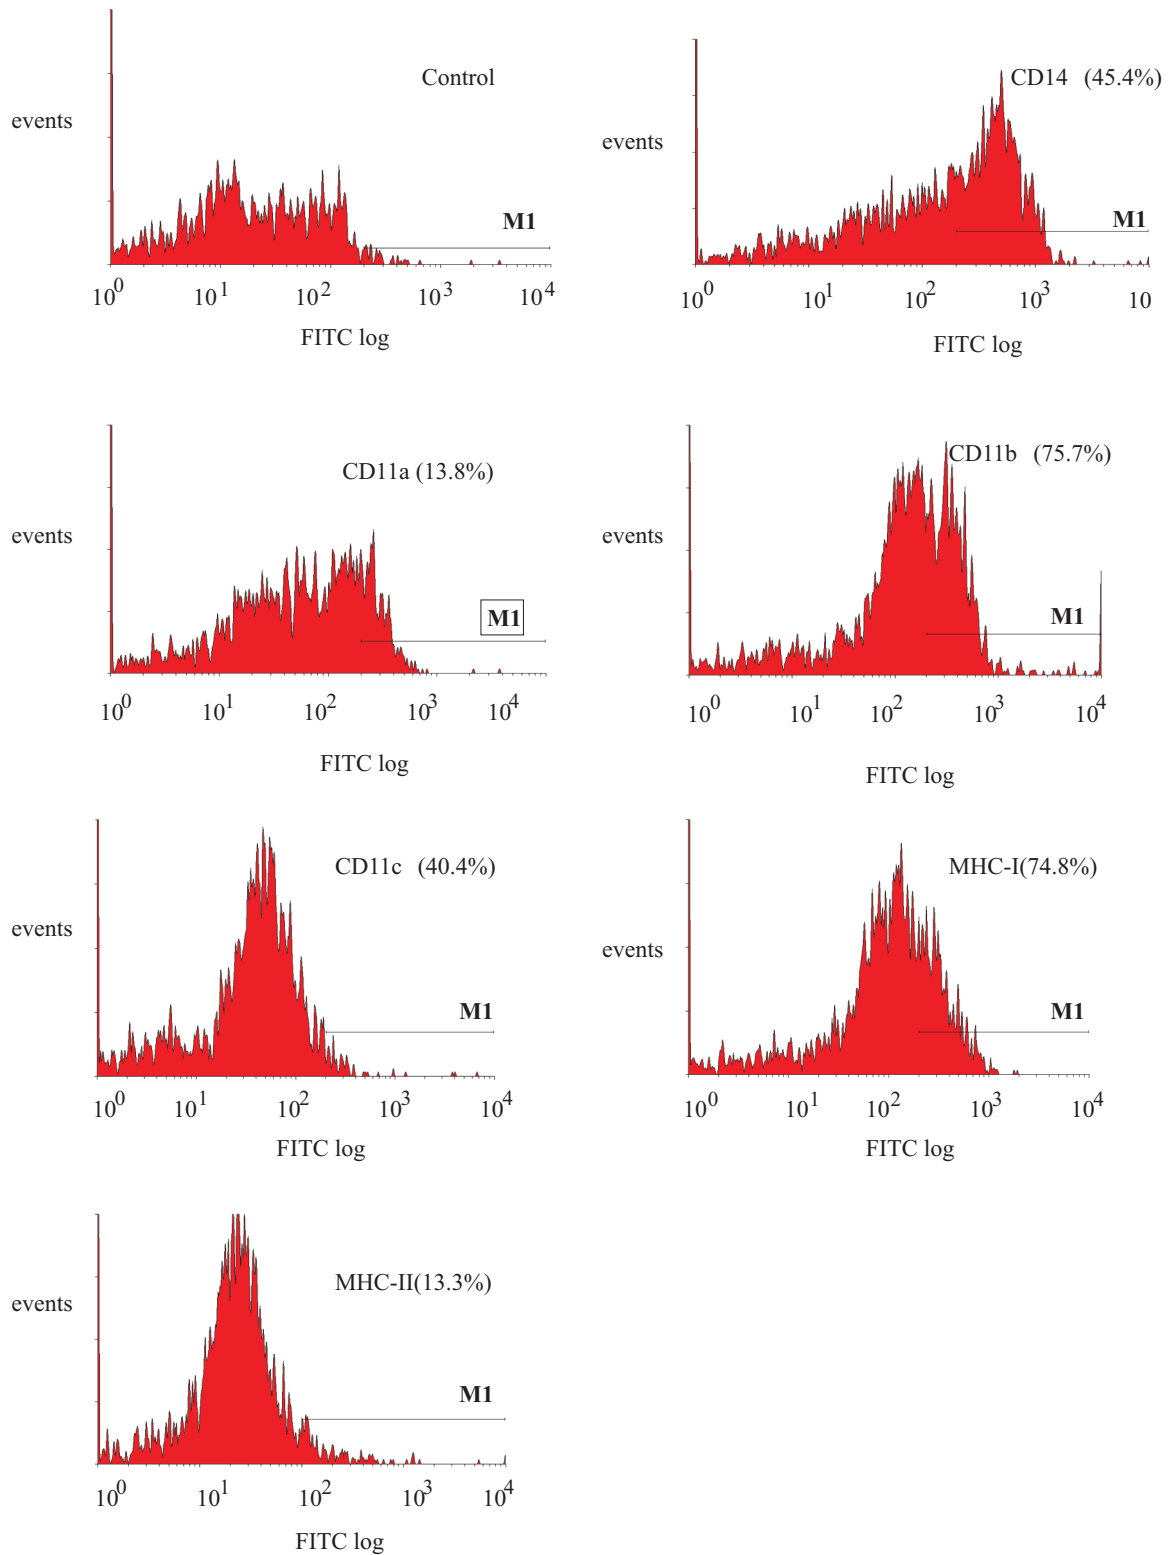 Control
events
M1
10^0 10^1 10^2 10^3 10^4
FITC log
CD14 (45.4%)
events
M1
10^0 10^1 10^2 10^3 10
FITC log
CD11a (13.8%)
events
M1
10^0 10^1 10^2 10^3 10^4
FITC log
CD11b (75.7%)
events
M1
10^0 10^1 10^2 10^3 10^4
FITC log
CD11c (40.4%)
events
M1
10^0 10^1 10^2 10^3 10^4
FITC log
MHC-I(74.8%)
events
M1
10^0 10^1 10^2 10^3 10^4
FITC log
MHC-II(13.3%)
events
M1
10^0 10^1 10^2 10^3 10^4
FITC log